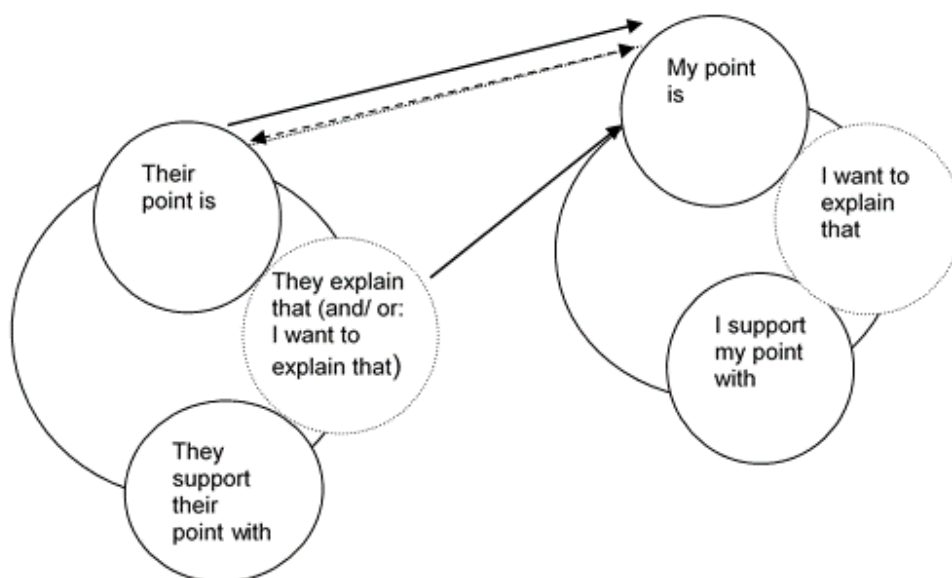 My point
is
Their
point is
I want to
explain
that
They explain
that (and/ or:
I want to
explain that)
I support
my point
with
They
support
their
point with